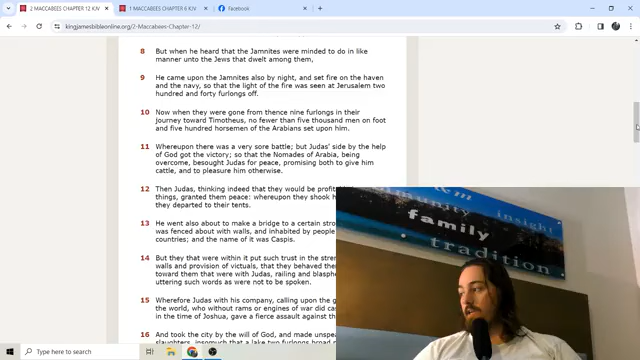 2 MACCABEES CHAPTER 12 KJV
1 MACCABEES CHAPTER 6 KJV
Facebook
kingjamesbibleonline.org/2-Maccabees-Chapter-12/
8 But when he heard that the Jamnites were minded to do in like
manner unto the Jews that dwelt among them,
9 He came upon the Jamnites also by night, and set fire on the haven
and the navy, so that the light of the fire was seen at Jerusalem two
hundred and forty furlongs off.
10 Now when they were gone from thence nine furlongs in their
journey toward Timotheus, no fewer than five thousand men on foot
and five hundred horsemen of the Arabians set upon him.
11 Whereupon there was a very sore battle; but Judas' side by the help
of God got the victory; so that the Nomades of Arabia, being
overcome, besought Judas for peace, promising both to give him
cattle, and to pleasure him otherwise.
12 Then Judas, thinking indeed that they would be
things, granted them peace: whereupon they shook
they departed to their tents.
13 He went also about to make a bridge to a certain
was fenced about with walls, and inhabited by people
countries; and the name of it was Caspis.
14 But they that were within it put such trust in the
walls and provision of victuals, that they behaved
toward them that were with Judas, railing and
uttering such words as were not to be spoken.
15 Wherefore Judas with his company, calling upon the
the world, who without rams or engines of war did
in the time of Joshua, gave a fierce assault against
16 And took the city by the will of God, and made
insomuch that a lake two furlongs broad
insight
family
tradition
Type here to search